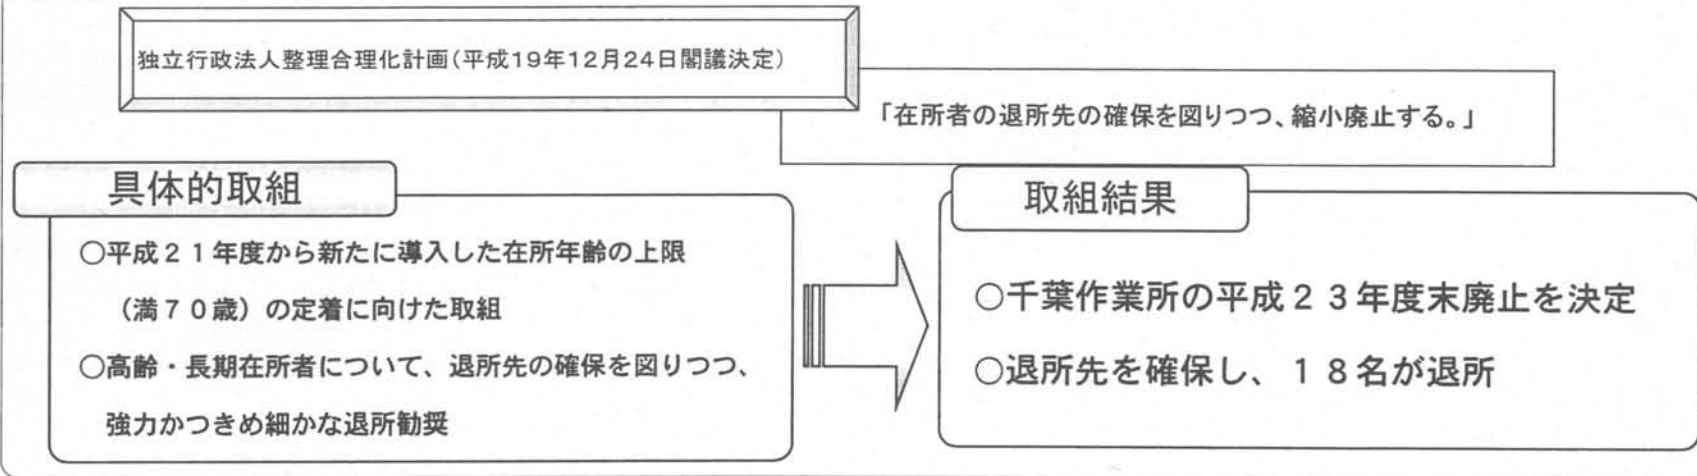 独立行政法人整理合理化計画(平成19年12月24日閣議決定)
「在所者の退所先の確保を図りつつ、縮小廃止する。」
具体的取組
○平成２１年度から新たに導入した在所年齢の上限
（満７０歳）の定着に向けた取組
○高齢・長期在所者について、退所先の確保を図りつつ、
強力かつきめ細かな退所勧奨
取組結果
○千葉作業所の平成２３年度末廃止を決定
○退所先を確保し、１８名が退所